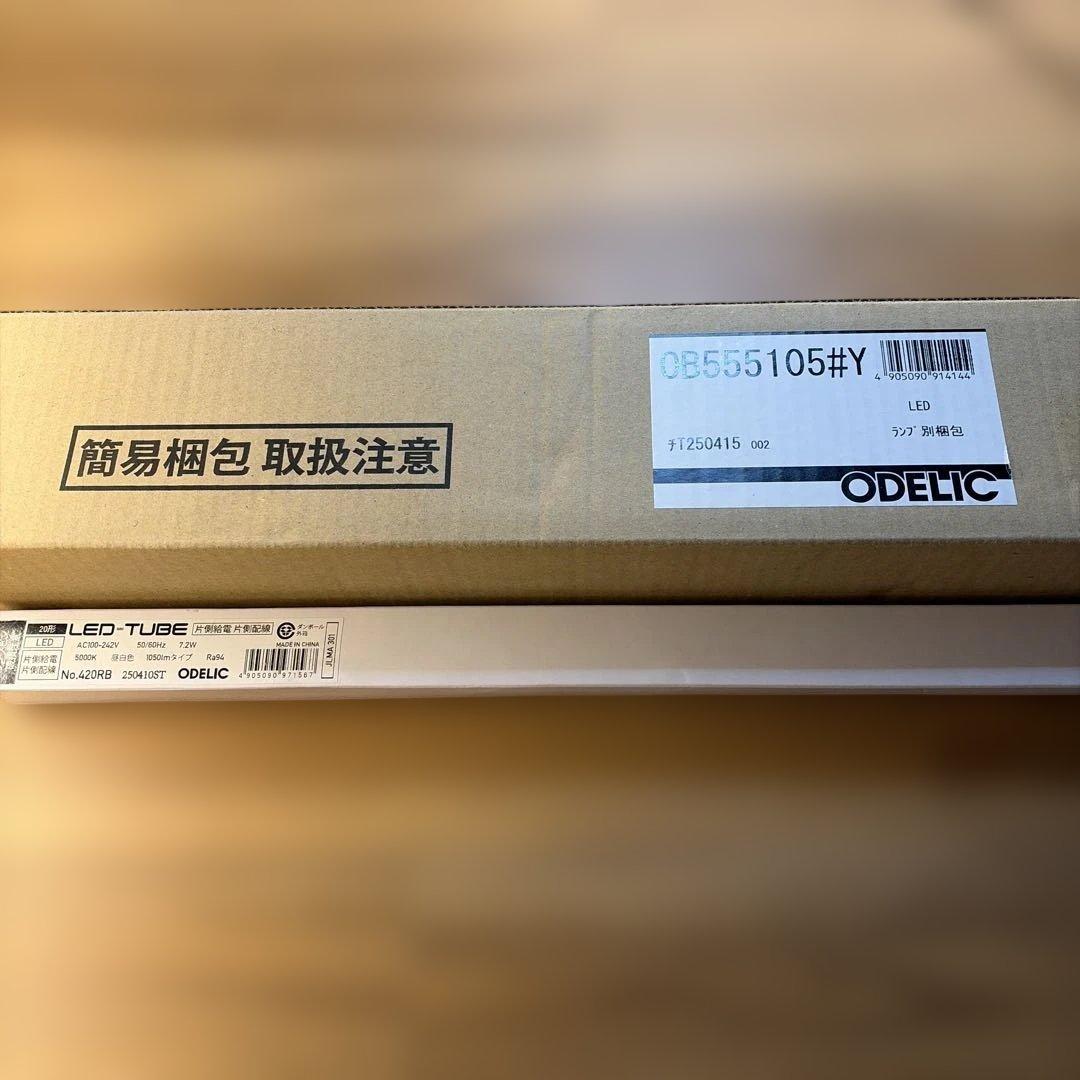 OB555105#Y
4 905090 914144
LED
ランプ 別梱包
チT250415 002
ODELIC
簡易梱包 取扱注意
20形
LED
片側給電
片側配線
LED-TUBE 片側給電 片側配線
AC100-242V 50/60Hz 7.2W
5000K 昼白色 1050lmタイプ Ra94
No.420RB 250410ST ODELIC
ダンボール
外箱
MADE IN CHINA
4 905090 971567
JLMA 301